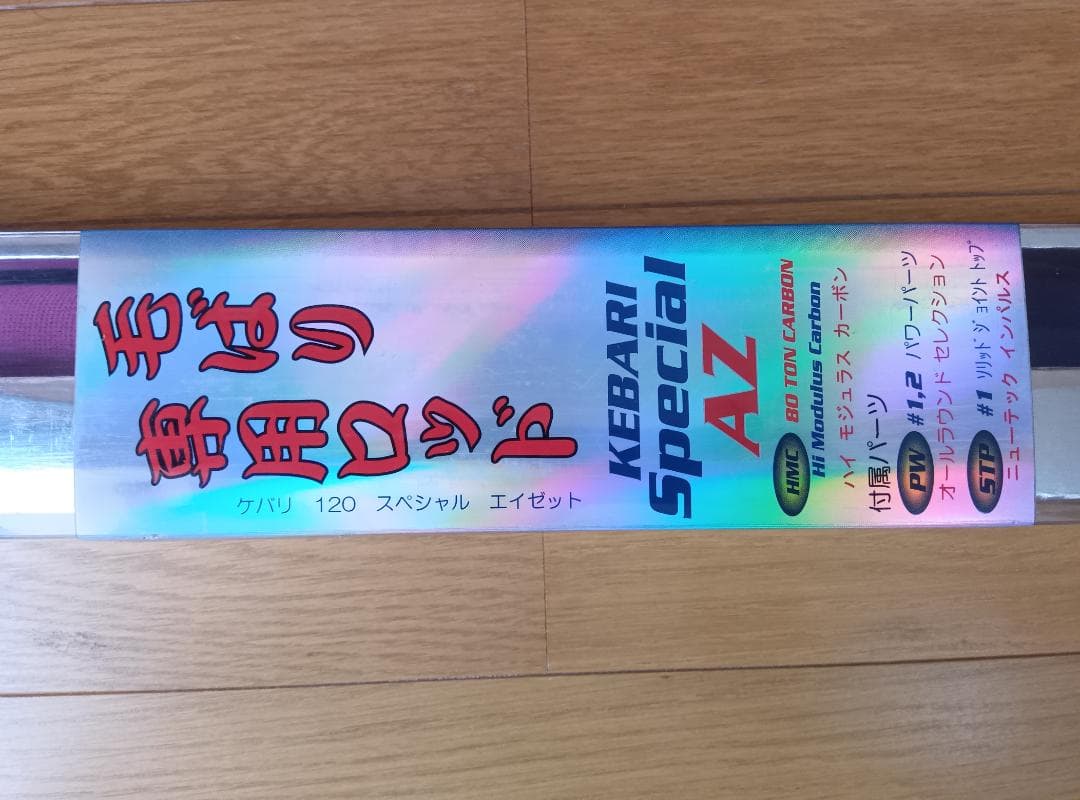 毛ばり
専用ロッド
ケバリ 120 スペシャル エイゼット
KEBARI
Special
AZ
HMC 80 TON CARBON
Hi Modulus Carbon
ハイ モジュラス カーボン
付属パーツ
PW #1,2 パワーパーツ
オールラウンド セレクション
STP #1 ソリッドジョイントトップ
ニューテック インパルス